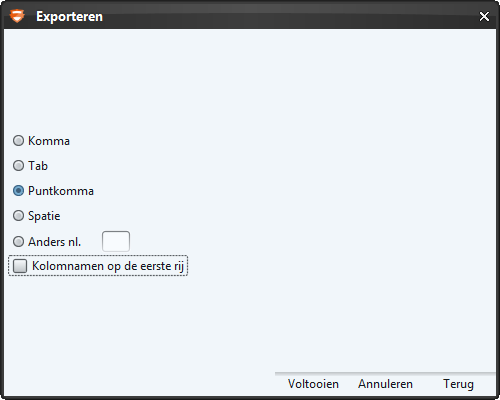 Exporteren
Komma
Tab
Puntkomma
Spatie
Anders nl.
Kolomnamen op de eerste rij
Voltooien Annuleren Terug